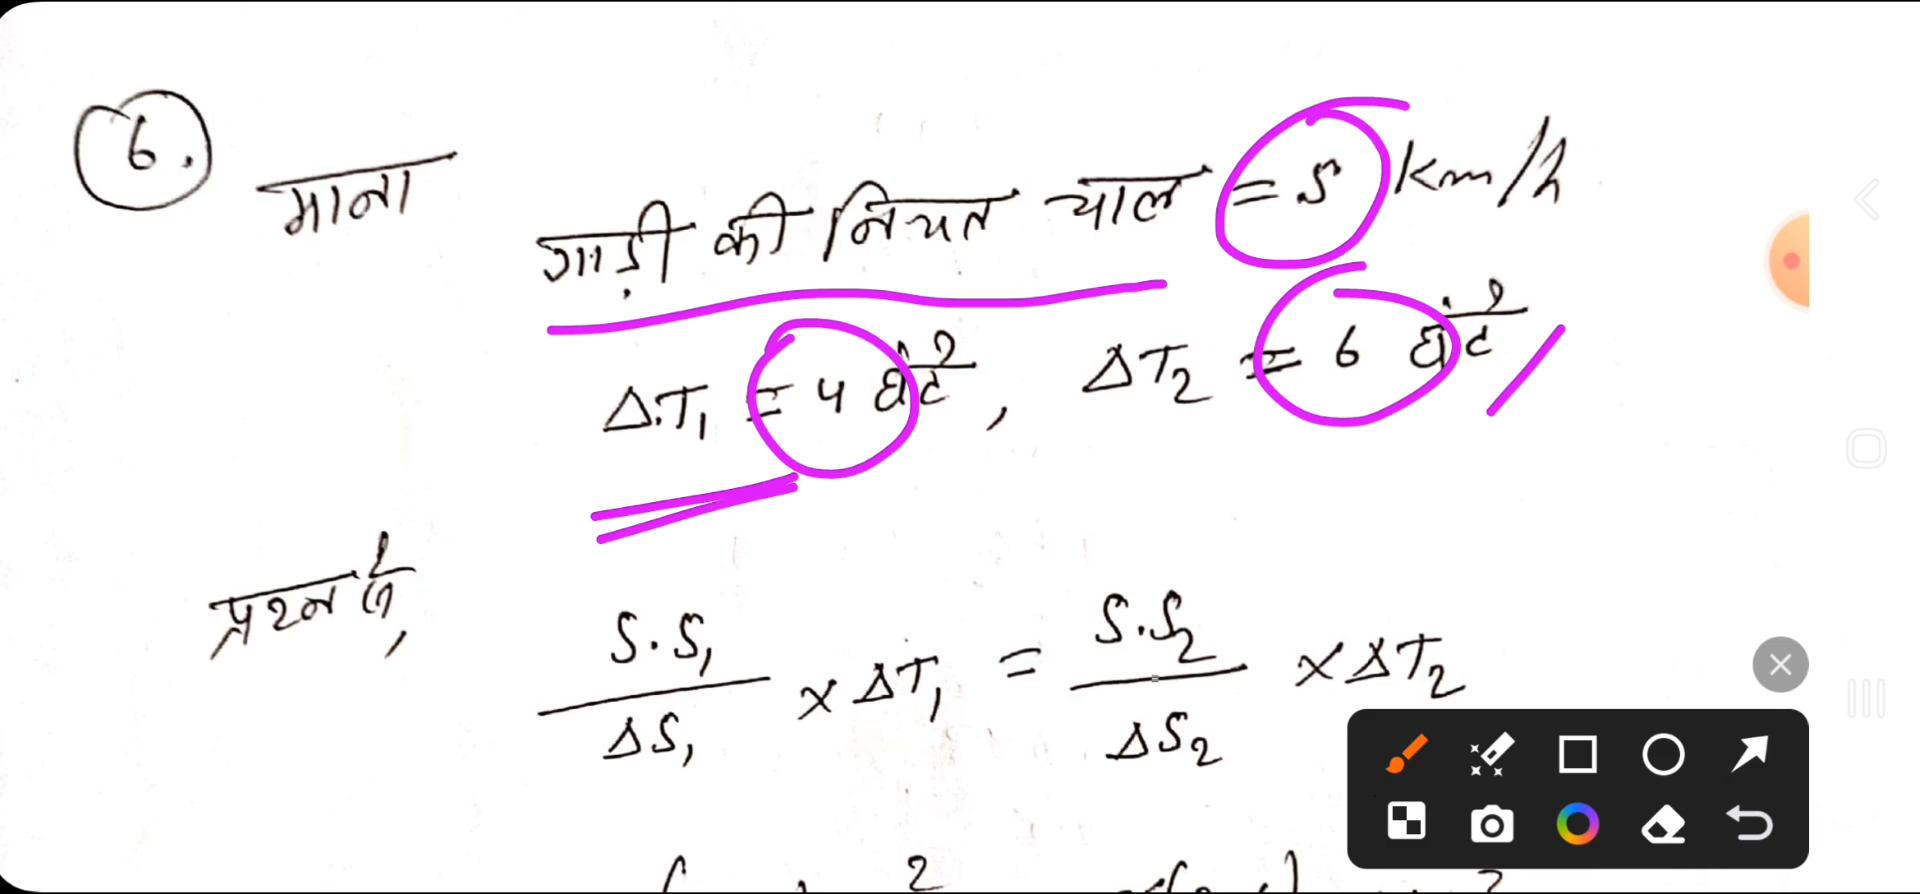 6.
माना
गाड़ी की नियत चाल = S km/h
ΔT₁ = 4 घंटे, ΔT₂ = 6 घंटे
प्रश्न से,
S.S₁/ΔS₁ × ΔT₁ = S.S₂/ΔS₂ × ΔT₂